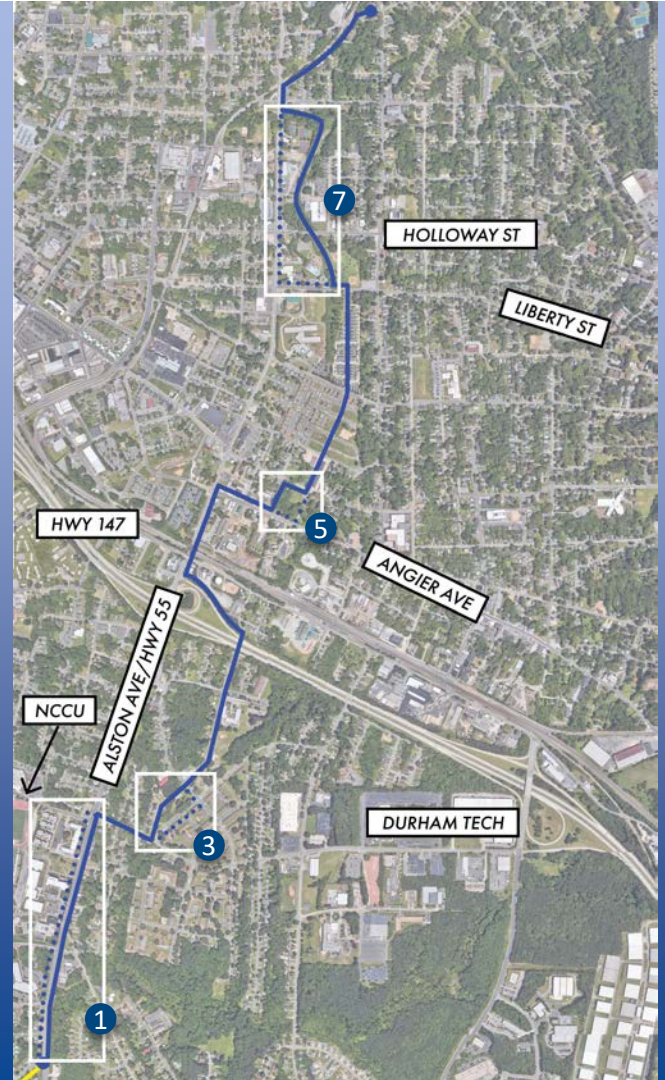 7
HOLLOWAY ST
LIBERTY ST
5
HWY 147
ANGIER AVE
ALSTON AVE/HWY 55
NCCU
3
DURHAM TECH
1